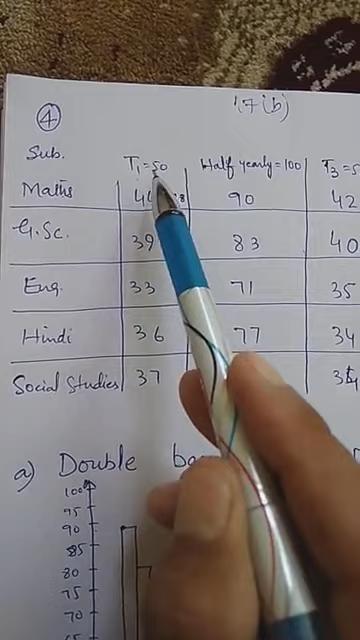 17(b)
4
Sub. T1=50 Half yearly=100
Maths 90 42
G.Sc. 39 83 40
Eng. 33 71 35
Hindi 36 77 34
Social Studies 37
a) Double
100
95
90
85
80
75
70